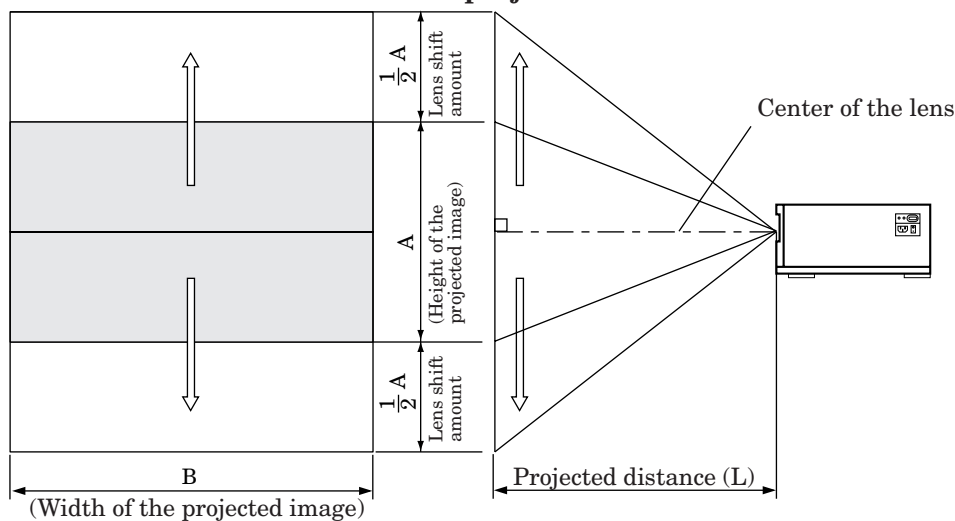 1/2 A
Lens shift
amount
A
(Height of the
projected image)
1/2 A
Lens shift
amount
B
(Width of the projected image)
Center of the lens
Projected distance (L)